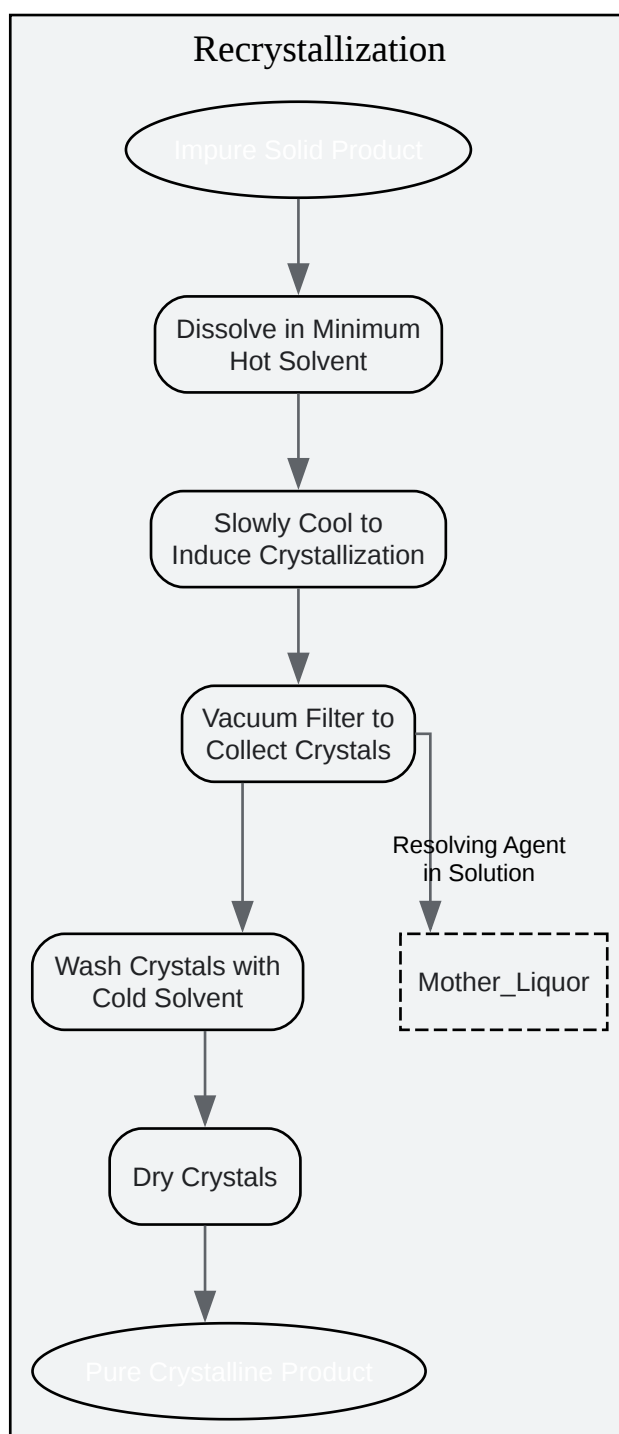 Recrystallization
Impure Solid Product
Dissolve in Minimum
Hot Solvent
Slowly Cool to
Induce Crystallization
Vacuum Filter to
Collect Crystals
Resolving Agent
in Solution
Wash Crystals with
Cold Solvent
Mother_Liquor
Dry Crystals
Pure Crystalline Product